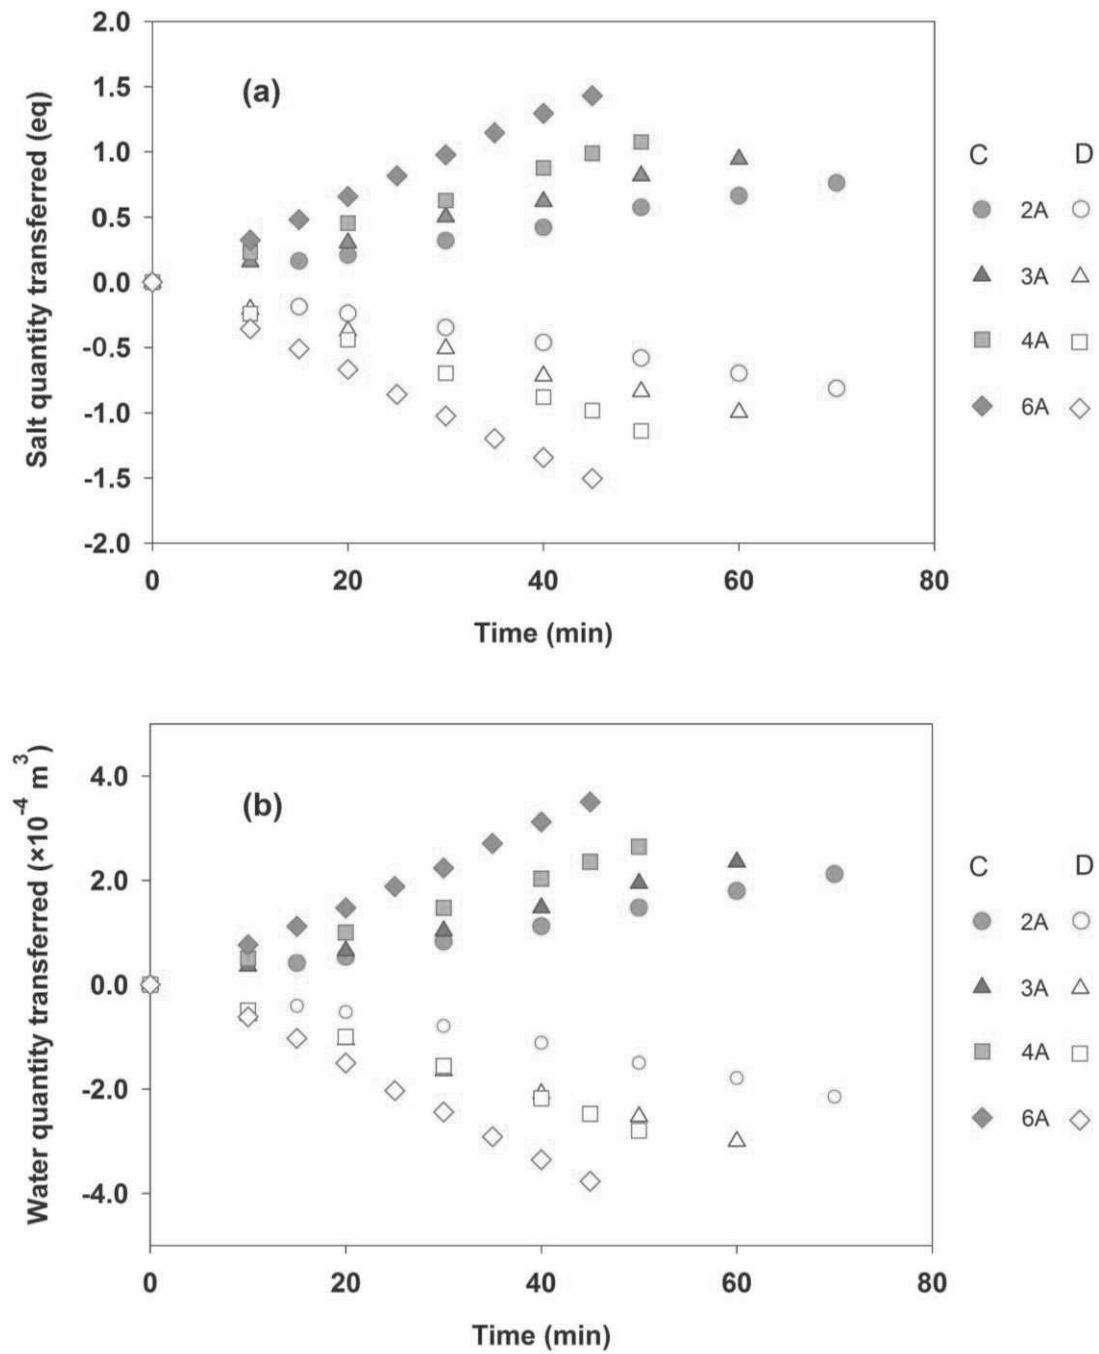 2.0
1.5
(a)
1.0
0.5
0.0
-0.5
-1.0
-1.5
-2.0
Salt quantity transferred (eq)
0 20 40 60 80
Time (min)
C D
2A
3A
4A
6A
4.0
(b)
2.0
0.0
-2.0
-4.0
Water quantity transferred (×10⁻⁴ m³)
0 20 40 60 80
Time (min)
C D
2A
3A
4A
6A